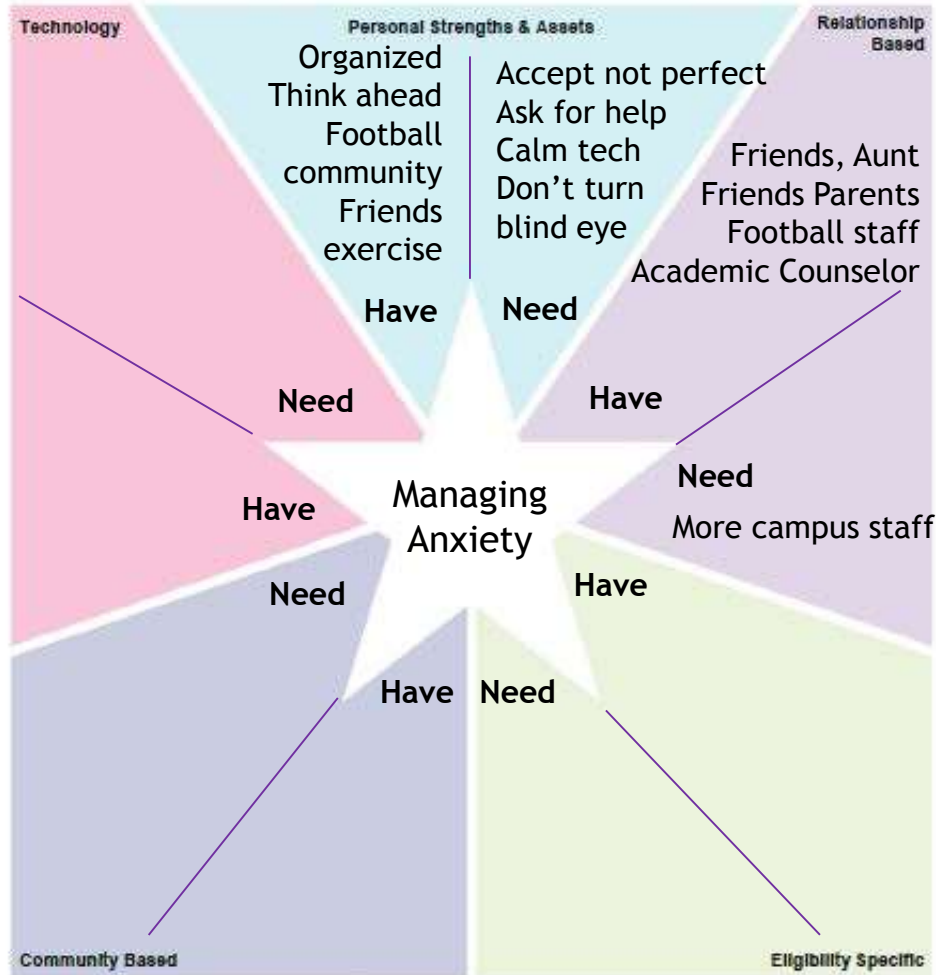 Technology
Personal Strengths & Assets
Relationship
Based
Organized
Think ahead
Football
community
Friends
exercise
Have
Accept not perfect
Ask for help
Calm tech
Don’t turn
blind eye
Need
Friends, Aunt
Friends Parents
Football staff
Academic Counselor
Have
Need
More campus staff
Need
Have
Managing
Anxiety
Need
Have
Have
Need
Community Based
Eligibility Specific